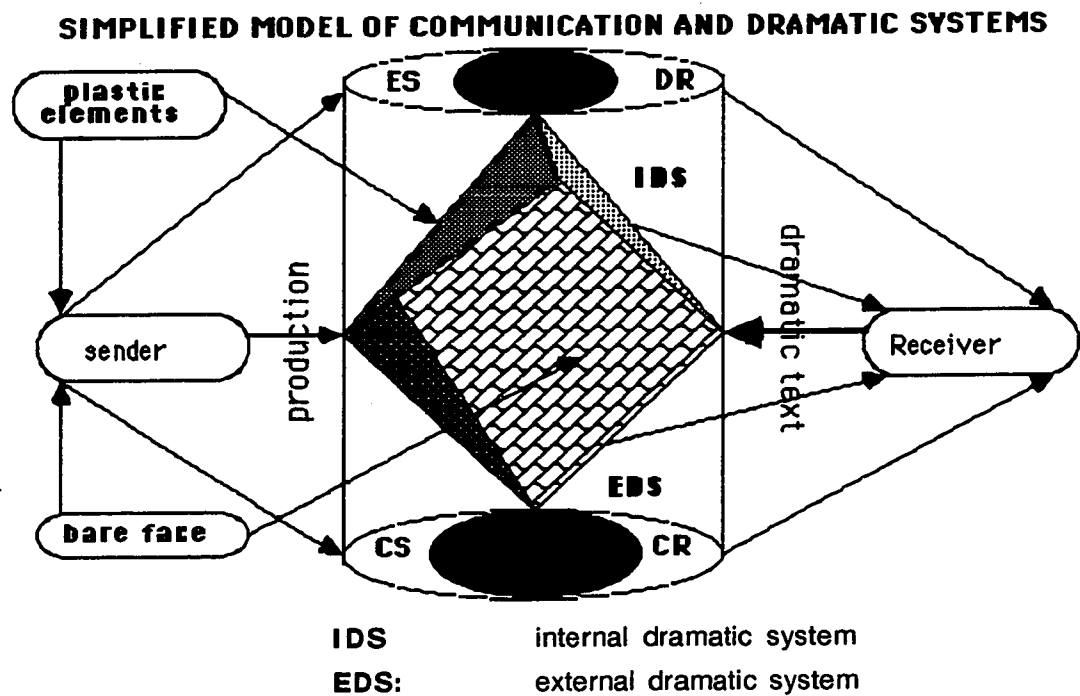 SIMPLIFIED MODEL OF COMMUNICATION AND DRAMATIC SYSTEMS
plastic
elements
ES
DR
IDS
production
dramatic text
sender
Receiver
EDS
bare face
CS
CR
IDS internal dramatic system
EDS: external dramatic system